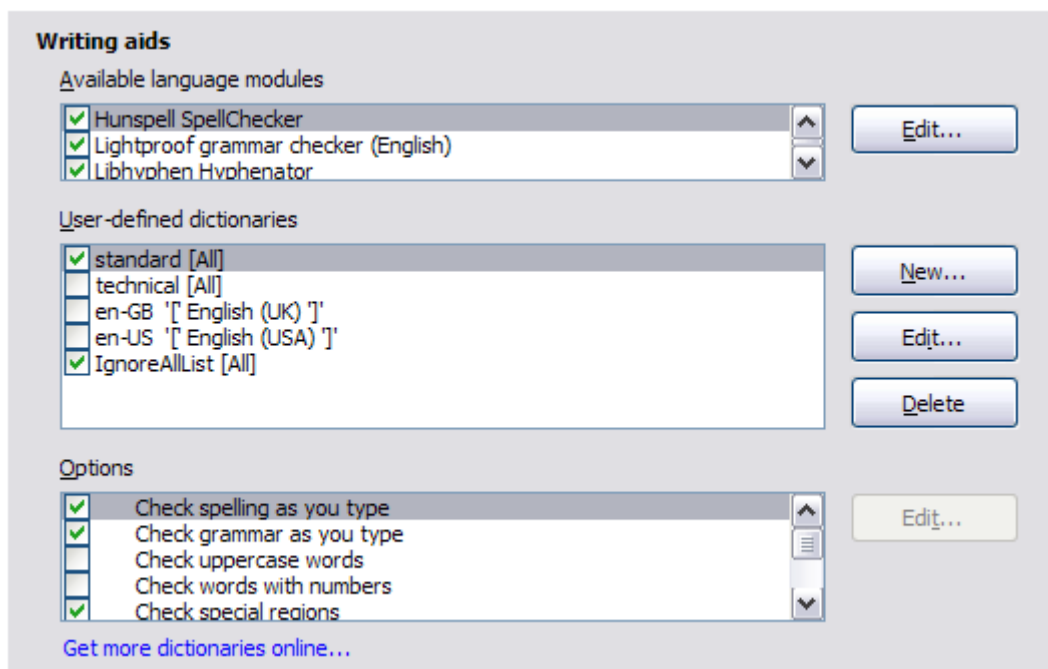 Writing aids
Available language modules
Hunspell SpellChecker
Edit...
Lightproof grammar checker (English)
Libhyphen Hyphenator
User-defined dictionaries
standard [All]
New...
technical [All]
en-GB '[' English (UK) ']'
en-US '[' English (USA) ']'
Edit...
IgnoreAllList [All]
Delete
Options
Check spelling as you type
Edit...
Check grammar as you type
Check uppercase words
Check words with numbers
Check special regions
Get more dictionaries online...